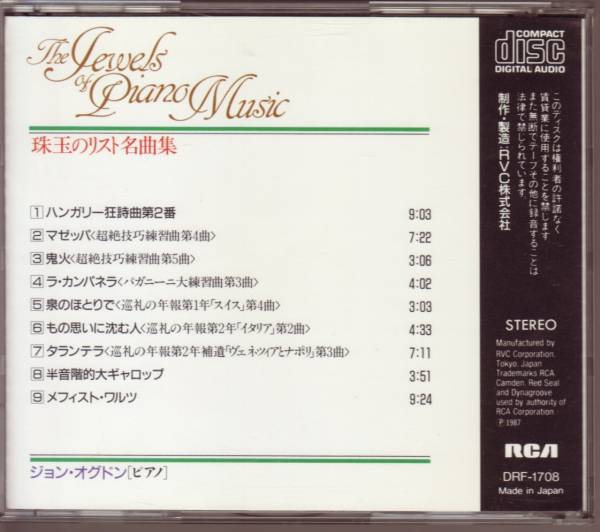 The Jewels
of Piano Music
珠玉のリスト名曲集
1 ハンガリー狂詩曲第2番 9:03
2 マゼッパ〈超絶技巧練習曲第4曲〉 7:22
3 鬼火〈超絶技巧練習曲第5曲〉 3:06
4 ラ・カンパネラ〈パガニーニ大練習曲第3曲〉 4:02
5 泉のほとりで〈巡礼の年報第1年「スイス」第4曲〉 3:03
6 もの思いに沈む人〈巡礼の年報第2年「イタリア」第2曲〉 4:33
7 タランテラ〈巡礼の年報第2年補遺「ヴェネツィアとナポリ」第3曲〉 7:11
8 半音階的大ギャロップ 3:51
9 メフィスト・ワルツ 9:24
ジョン・オグドン[ピアノ]
COMPACT
disc
DIGITAL AUDIO
このディスクは権利者の許諾なく
賃貸業に使用することを禁じます
また無断でテープその他に録音することは
法律で禁じられています。
制作・製造:RVC株式会社
STEREO
Manufactured by
RVC Corporation,
Tokyo, Japan
Trademarks RCA,
Camden, Red Seal
and Dynagroove
used by authority of
RCA Corporation
Ⓟ 1987
RCA
DRF-1708
Made in Japan